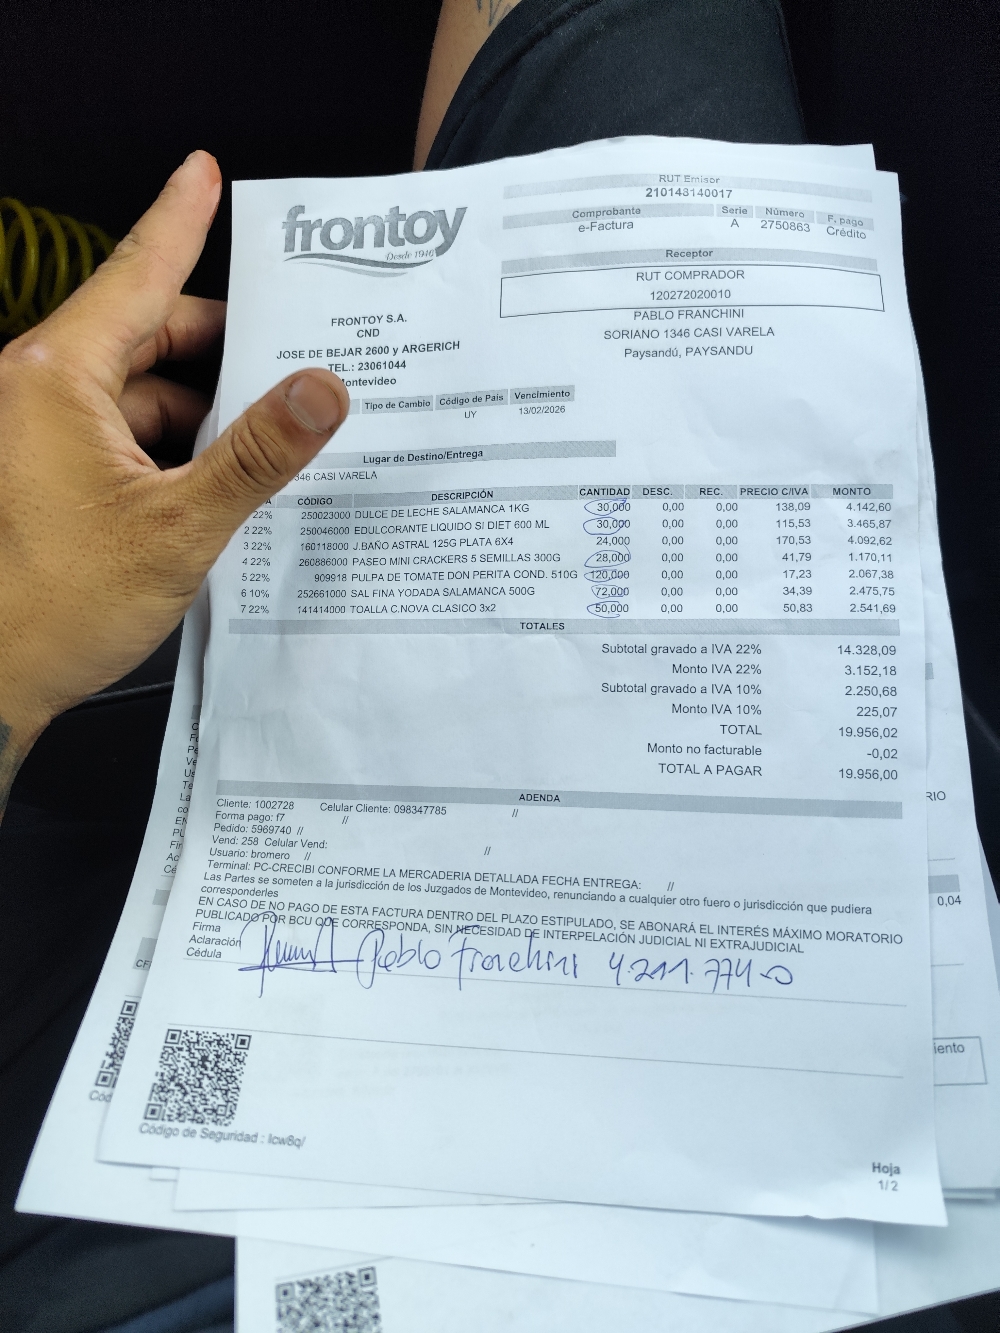 RUT Emisor
210148140017
Comprobante Serie Número F. pago
e-Factura A 2750863 Crédito
frontoy
Desde 1946
Receptor
RUT COMPRADOR
120272020010
PABLO FRANCHINI
SORIANO 1346 CASI VARELA
Paysandú, PAYSANDU
FRONTOY S.A.
CND
JOSE DE BEJAR 2600 y ARGERICH
TEL.: 23061044
Montevideo
Tipo de Cambio Código de País Vencimiento
UY 13/02/2026
Lugar de Destino/Entrega
346 CASI VARELA
A CÓDIGO DESCRIPCIÓN CANTIDAD DESC. REC. PRECIO C/IVA MONTO
22% 250023000 DULCE DE LECHE SALAMANCA 1KG 30,000 0,00 0,00 138,09 4.142,60
2 22% 250046000 EDULCORANTE LIQUIDO SI DIET 600 ML 30,000 0,00 0,00 115,53 3.465,87
3 22% 160118000 J.BAÑO ASTRAL 125G PLATA 6X4 24,000 0,00 0,00 170,53 4.092,62
4 22% 260886000 PASEO MINI CRACKERS 5 SEMILLAS 300G 28,000 0,00 0,00 41,79 1.170,11
5 22% 909918 PULPA DE TOMATE DON PERITA COND. 510G 120,000 0,00 0,00 17,23 2.067,38
6 10% 252661000 SAL FINA YODADA SALAMANCA 500G 72,000 0,00 0,00 34,39 2.475,75
7 22% 141414000 TOALLA C.NOVA CLASICO 3x2 50,000 0,00 0,00 50,83 2.541,69
TOTALES
Subtotal gravado a IVA 22% 14.328,09
Monto IVA 22% 3.152,18
Subtotal gravado a IVA 10% 2.250,68
Monto IVA 10% 225,07
TOTAL 19.956,02
Monto no facturable -0,02
TOTAL A PAGAR 19.956,00
ADENDA
Cliente: 1002728 Celular Cliente: 098347785 //
Forma pago: f7 //
Pedido: 5969740 //
Vend: 258 Celular Vend: //
Usuario: bromero //
Terminal: PC-CRECIBI CONFORME LA MERCADERIA DETALLADA FECHA ENTREGA: //
Las Partes se someten a la jurisdicción de los Juzgados de Montevideo, renunciando a cualquier otro fuero o jurisdicción que pudiera
corresponderles
EN CASO DE NO PAGO DE ESTA FACTURA DENTRO DEL PLAZO ESTIPULADO, SE ABONARÁ EL INTERÉS MÁXIMO MORATORIO
PUBLICADO POR BCU QUE CORRESPONDA, SIN NECESIDAD DE INTERPELACIÓN JUDICIAL NI EXTRAJUDICIAL
Firma
Aclaración Pablo Franchini 4.211.774-0
Cédula
Código de Seguridad : lcw8q/
Hoja
1/2
RIO
0,04
iento